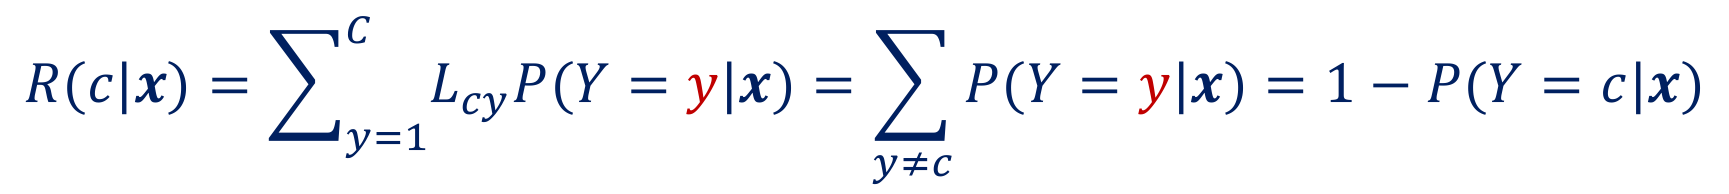 R(c|x) = ∑_{y=1}^{C} L_{cy}P(Y = y|x) = ∑_{y≠c} P(Y = y|x) = 1 − P(Y = c|x)